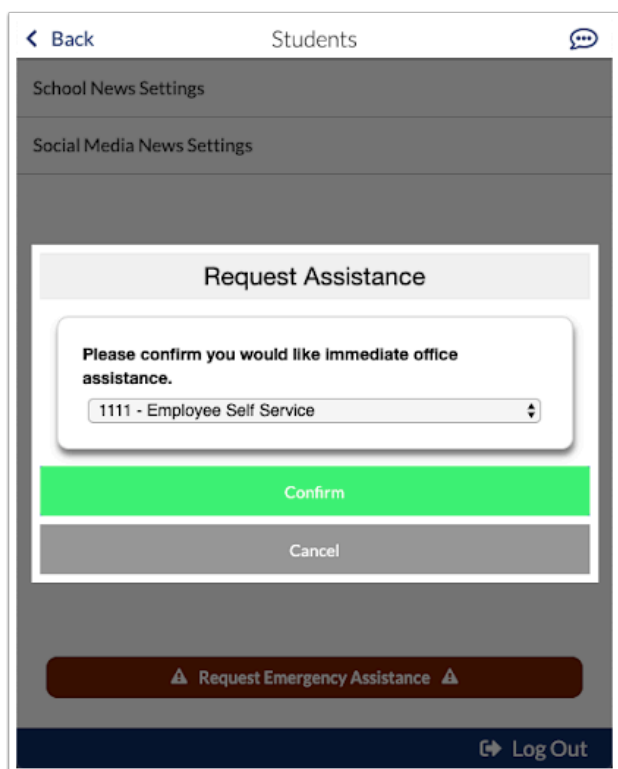 Back
Students
School News Settings
Social Media News Settings
Request Assistance
Please confirm you would like immediate office
assistance.
1111 - Employee Self Service
Confirm
Cancel
Request Emergency Assistance
Log Out